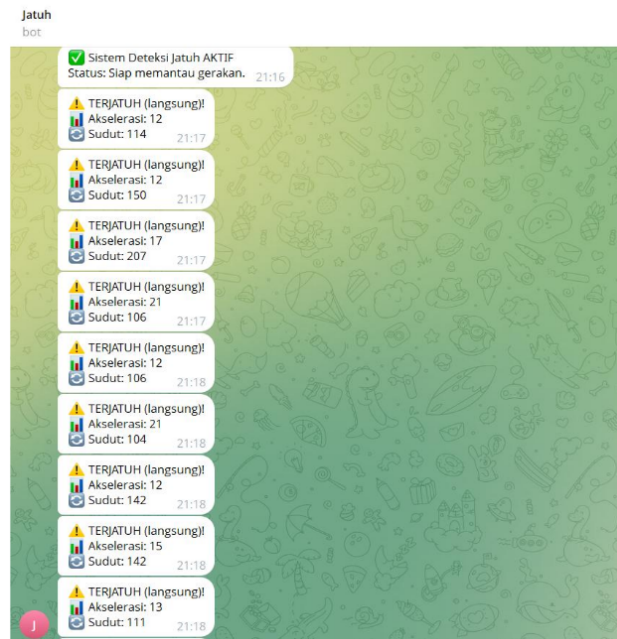 Jatuh
bot
✅ Sistem Deteksi Jatuh AKTIF
Status: Siap memantau gerakan. 21:16
⚠️ TERJATUH (langsung)!
📊 Akselerasi: 12
🔄 Sudut: 114 21:17
⚠️ TERJATUH (langsung)!
📊 Akselerasi: 12
🔄 Sudut: 150 21:17
⚠️ TERJATUH (langsung)!
📊 Akselerasi: 17
🔄 Sudut: 207 21:17
⚠️ TERJATUH (langsung)!
📊 Akselerasi: 21
🔄 Sudut: 106 21:17
⚠️ TERJATUH (langsung)!
📊 Akselerasi: 12
🔄 Sudut: 106 21:18
⚠️ TERJATUH (langsung)!
📊 Akselerasi: 21
🔄 Sudut: 104 21:18
⚠️ TERJATUH (langsung)!
📊 Akselerasi: 12
🔄 Sudut: 142 21:18
⚠️ TERJATUH (langsung)!
📊 Akselerasi: 15
🔄 Sudut: 142 21:18
⚠️ TERJATUH (langsung)!
📊 Akselerasi: 13
🔄 Sudut: 111 21:18
J